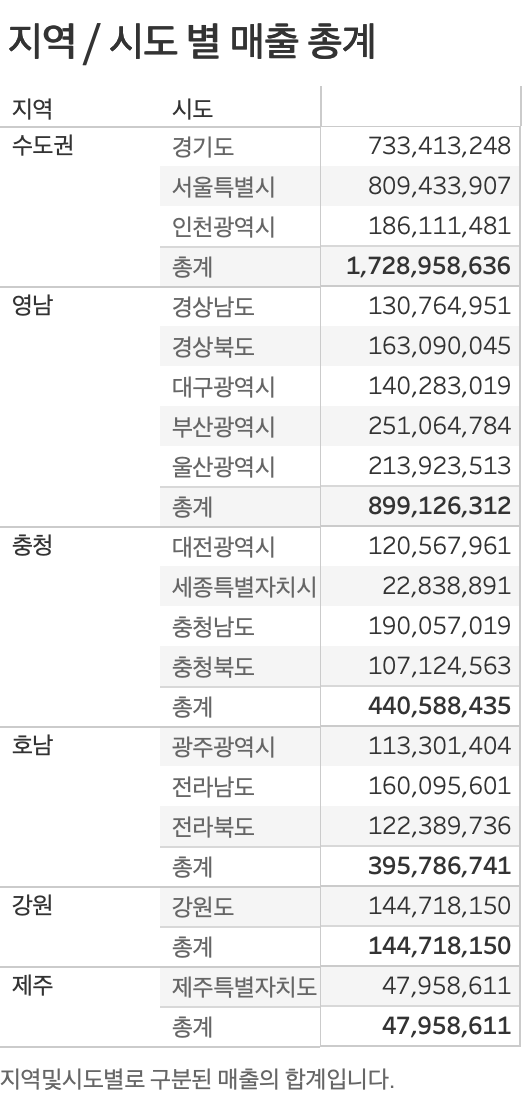 지역 / 시도 별 매출 총계
지역 시도
수도권 경기도 733,413,248
서울특별시 809,433,907
인천광역시 186,111,481
총계 1,728,958,636
영남 경상남도 130,764,951
경상북도 163,090,045
대구광역시 140,283,019
부산광역시 251,064,784
울산광역시 213,923,513
총계 899,126,312
충청 대전광역시 120,567,961
세종특별자치시 22,838,891
충청남도 190,057,019
충청북도 107,124,563
총계 440,588,435
호남 광주광역시 113,301,404
전라남도 160,095,601
전라북도 122,389,736
총계 395,786,741
강원 강원도 144,718,150
총계 144,718,150
제주 제주특별자치도 47,958,611
총계 47,958,611
지역및시도별로 구분된 매출의 합계입니다.